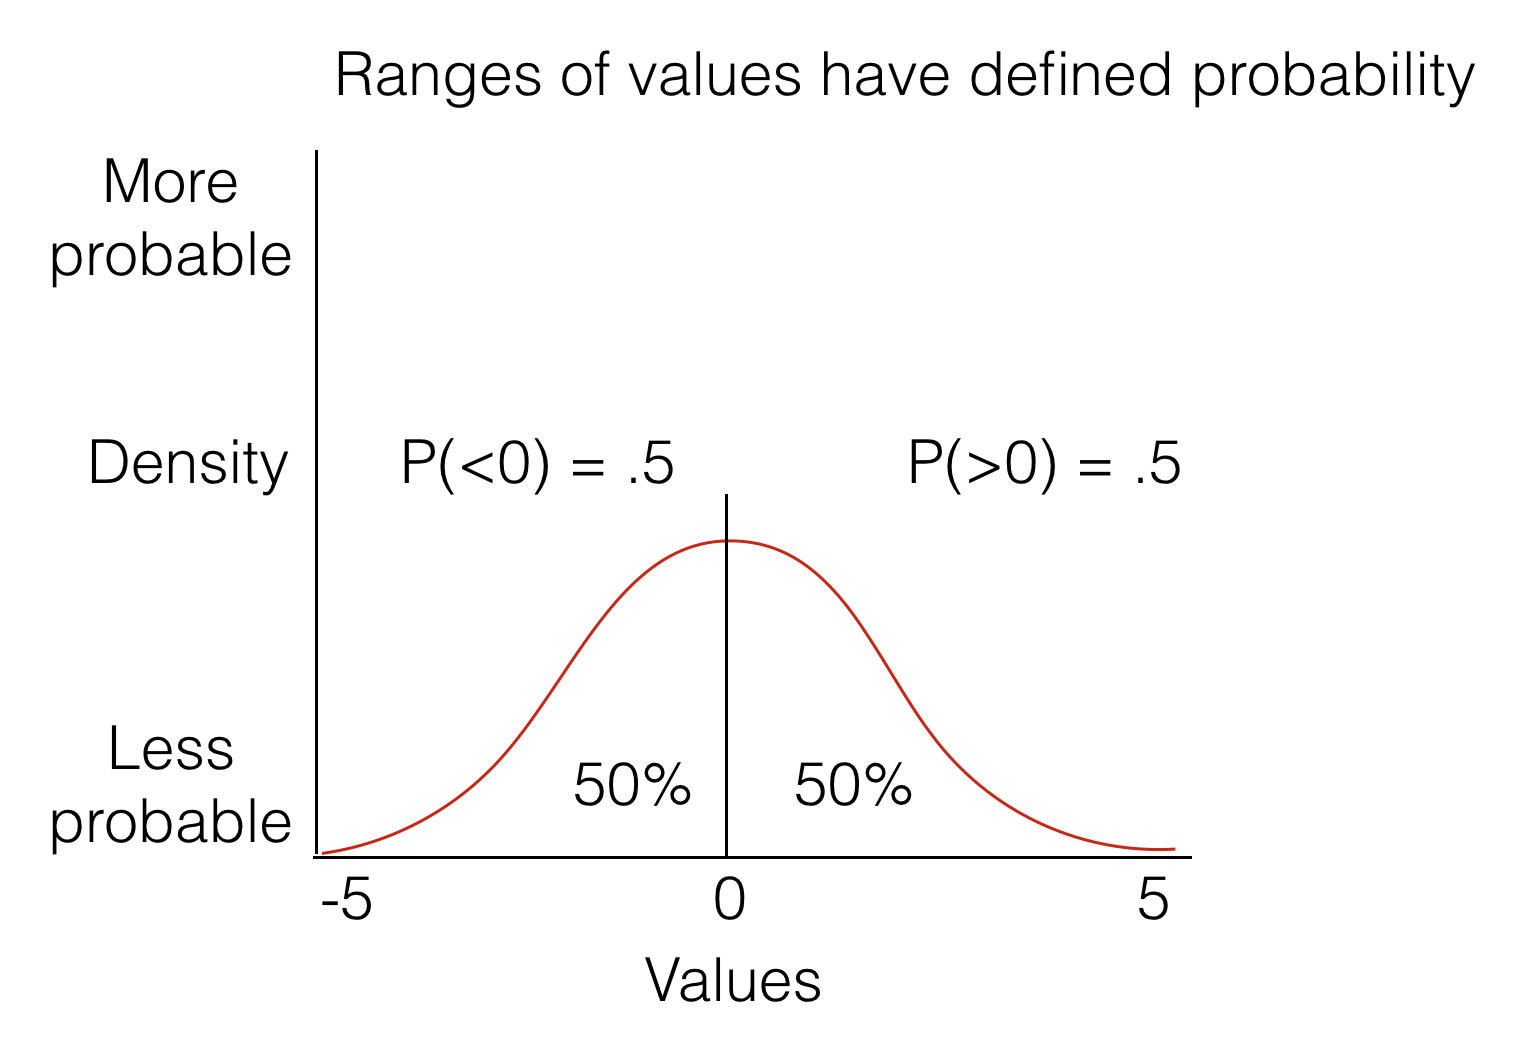 Ranges of values have defined probability
More
probable
Density
P(<0) = .5
P(>0) = .5
Less
probable
50%
50%
-5
0
5
Values